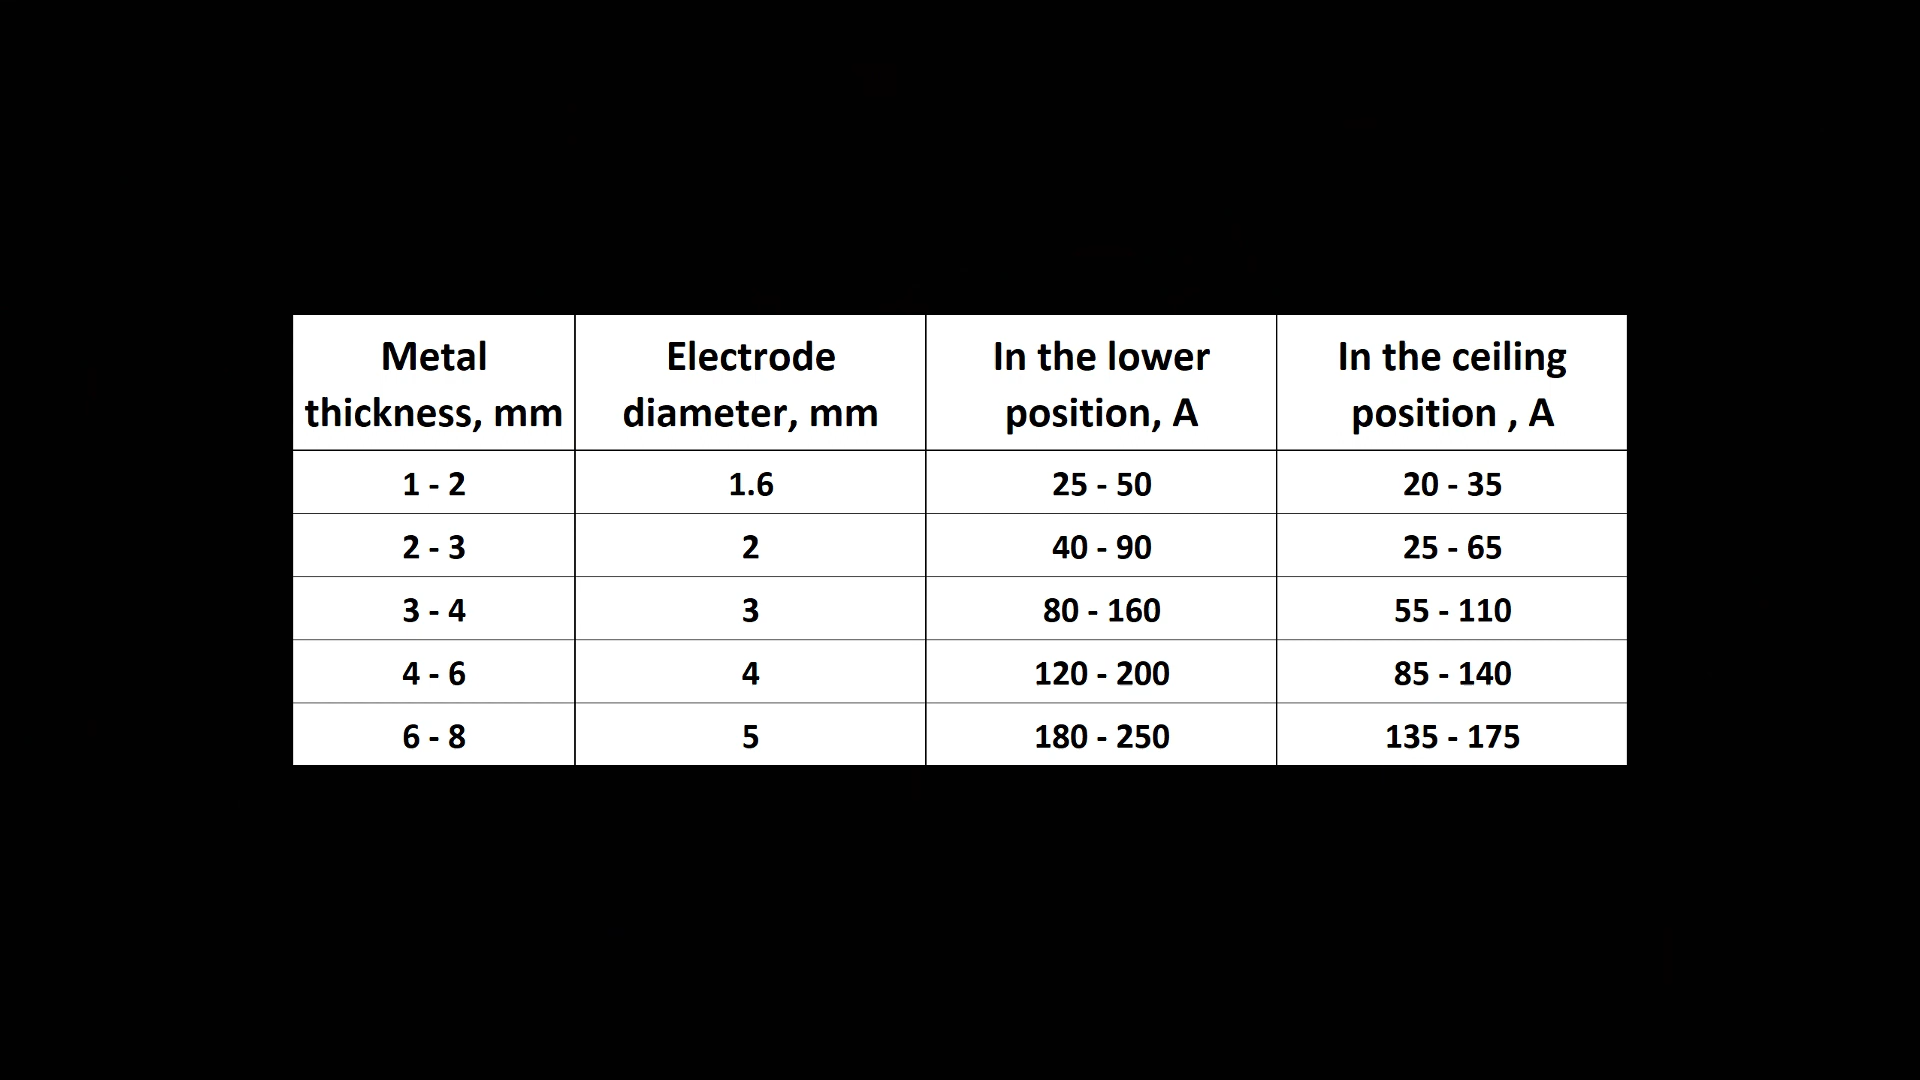 Metal thickness, mm Electrode diameter, mm In the lower position, A In the ceiling position , A
1 - 2 1.6 25 - 50 20 - 35
2 - 3 2 40 - 90 25 - 65
3 - 4 3 80 - 160 55 - 110
4 - 6 4 120 - 200 85 - 140
6 - 8 5 180 - 250 135 - 175